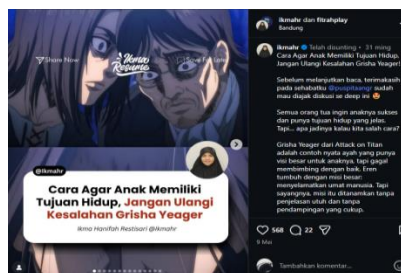 Share Now
Ikmo
Resume
Save For Later
@Ikmahr
Cara Agar Anak Memiliki
Tujuan Hidup, Jangan Ulangi
Kesalahan Grisha Yeager
Ikma Hanifah Restisari @ikmahr
ikmahr dan fitrahplay
Bandung
ikmahr Telah disunting • 31 ming
Cara Agar Anak Memiliki Tujuan Hidup,
Jangan Ulangi Kesalahan Grisha Yeager!
Sebelum melanjutkan baca, terimakasih
pada sehabatku @puspitaangr sudah
mau diajak diskusi se deep ini
Semua orang tua ingin anaknya sukses
dan punya tujuan hidup yang jelas.
Tapi... apa jadinya kalau kita salah cara?
Grisha Yeager dari Attack on Titan
adalah contoh nyata ayah yang punya
visi besar untuk anaknya, tapi gagal
membimbing dengan baik. Eren
tumbuh dengan misi besar:
menyelamatkan umat manusia. Tapi
sayangnya, misi itu ditanamkan tanpa
penjelasan utuh dan tanpa
pendampingan yang cukup.
568 22
9 Mei
Tambahkan komentar...